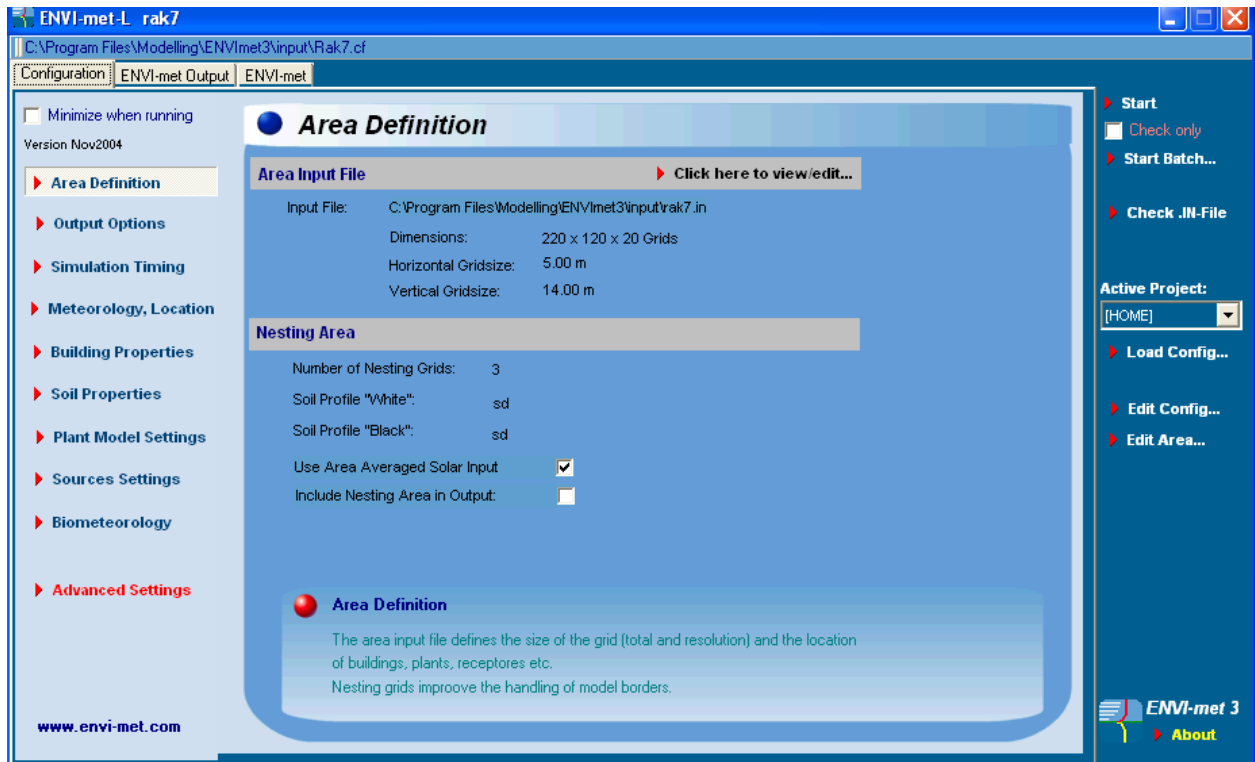 ENVI-met-L rak7
C:\Program Files\Modelling\ENVImet3\input\Rak7.cf
Configuration ENVI-met Output ENVI-met
Minimize when running
Version Nov2004
Area Definition
Output Options
Simulation Timing
Meteorology, Location
Building Properties
Soil Properties
Plant Model Settings
Sources Settings
Biometeorology
Advanced Settings
www.envi-met.com
Area Definition
Area Input File Click here to view/edit...
Input File: C:\Program Files\Modelling\ENVImet3\input\rak7.in
Dimensions: 220 x 120 x 20 Grids
Horizontal Gridsize: 5.00 m
Vertical Gridsize: 14.00 m
Nesting Area
Number of Nesting Grids: 3
Soil Profile "White": sd
Soil Profile "Black": sd
Use Area Averaged Solar Input
Include Nesting Area in Output:
Area Definition
The area input file defines the size of the grid (total and resolution) and the location
of buildings, plants, receptores etc.
Nesting grids improove the handling of model borders.
Start
Check only
Start Batch...
Check .IN-File
Active Project:
[HOME]
Load Config...
Edit Config...
Edit Area...
ENVI-met 3
About